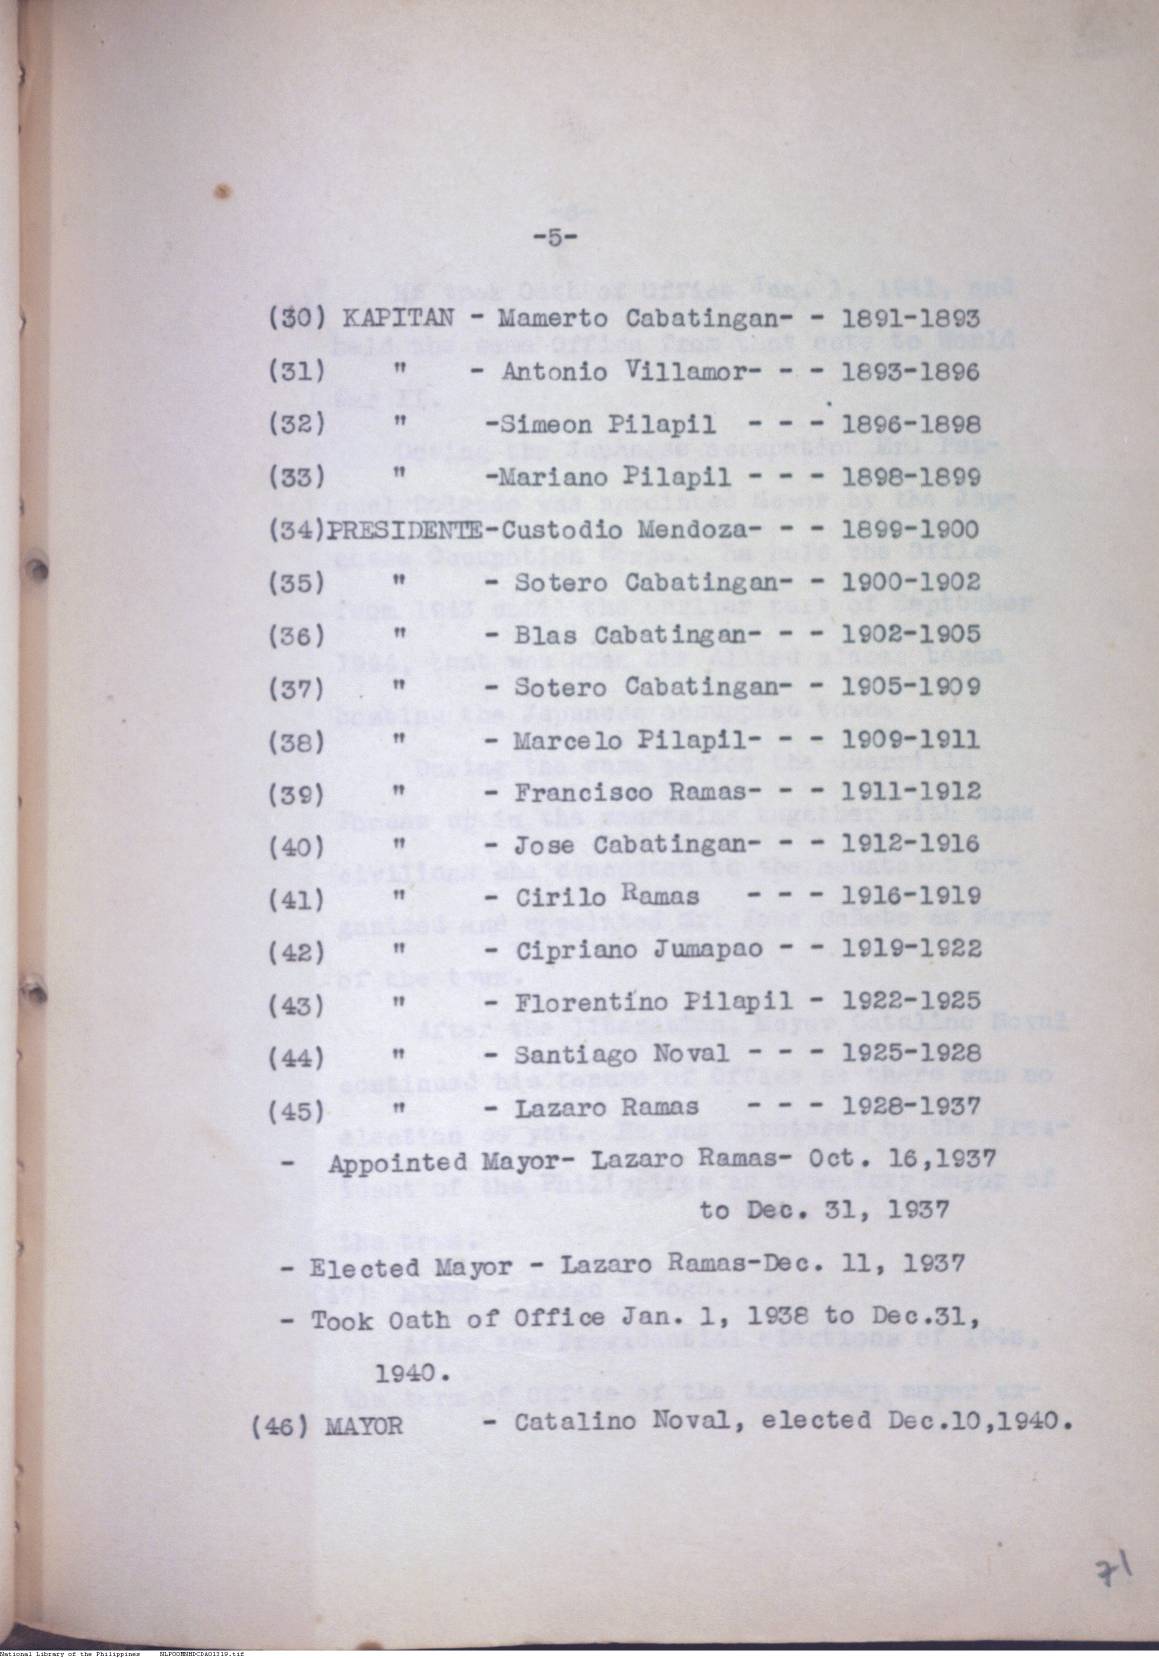 -5-
(30) KAPITAN - Mamerto Cabatingan- - 1891-1893
(31) " - Antonio Villamor- - - 1893-1896
(32) " -Simeon Pilapil - - - 1896-1898
(33) " -Mariano Pilapil - - - 1898-1899
(34)PRESIDENTE-Custodio Mendoza- - - 1899-1900
(35) " - Sotero Cabatingan- - 1900-1902
(36) " - Blas Cabatingan- - - 1902-1905
(37) " - Sotero Cabatingan- - 1905-1909
(38) " - Marcelo Pilapil- - - 1909-1911
(39) " - Francisco Ramas- - - 1911-1912
(40) " - Jose Cabatingan- - - 1912-1916
(41) " - Cirilo Ramas - - - 1916-1919
(42) " - Cipriano Jumapao - - 1919-1922
(43) " - Florentino Pilapil - 1922-1925
(44) " - Santiago Noval - - - 1925-1928
(45) " - Lazaro Ramas - - - 1928-1937
- Appointed Mayor- Lazaro Ramas- Oct. 16,1937
to Dec. 31, 1937
- Elected Mayor - Lazaro Ramas-Dec. 11, 1937
- Took Oath of Office Jan. 1, 1938 to Dec.31,
1940.
(46) MAYOR - Catalino Noval, elected Dec.10,1940.
71
National Library of the Philippines NLPOOMNHDCDA01319.tif